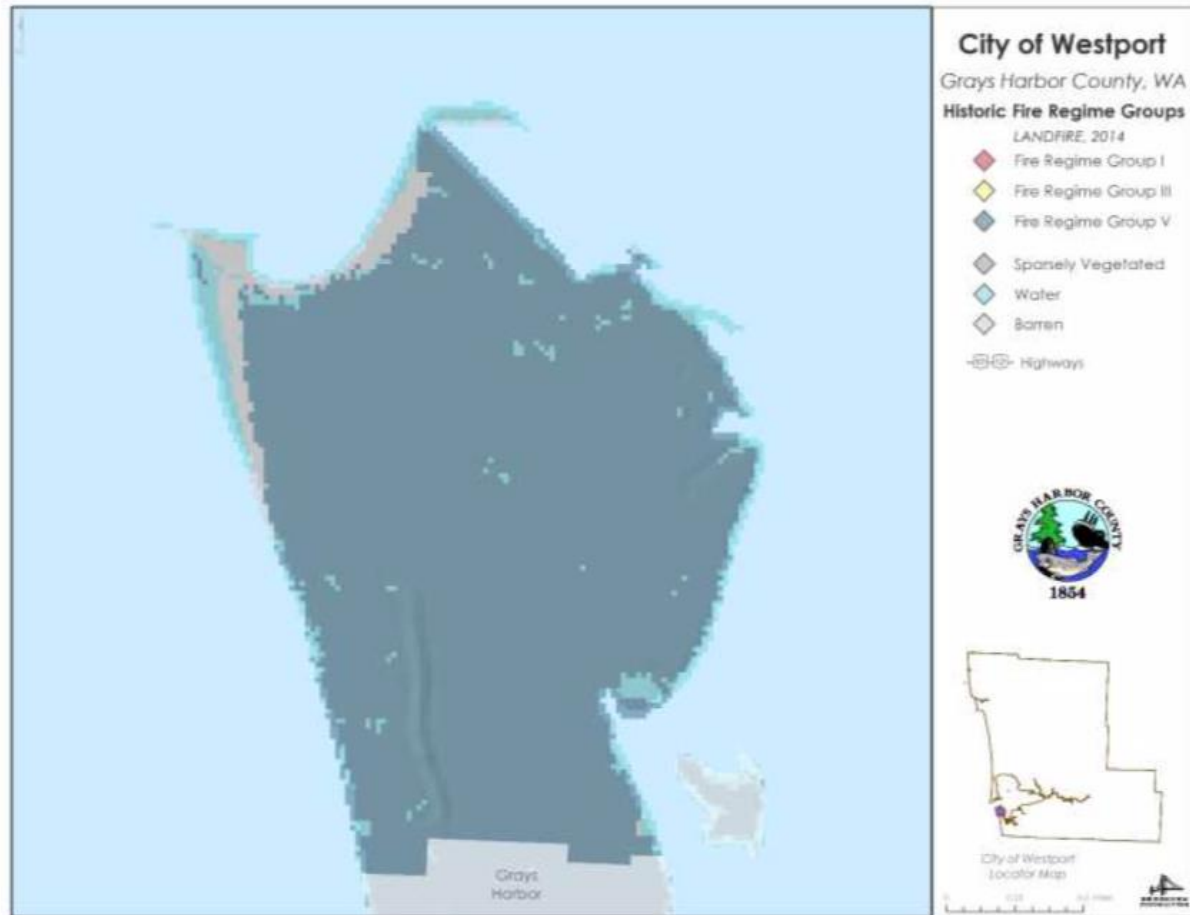 City of Westport
Grays Harbor County, WA
Historic Fire Regime Groups
LANDFIRE, 2014
Fire Regime Group I
Fire Regime Group III
Fire Regime Group V
Sparsely Vegetated
Water
Barren
Highways
GRAYS HARBOR COUNTY
1854
City of Westport
Locator Map
0
Grays
Harbor